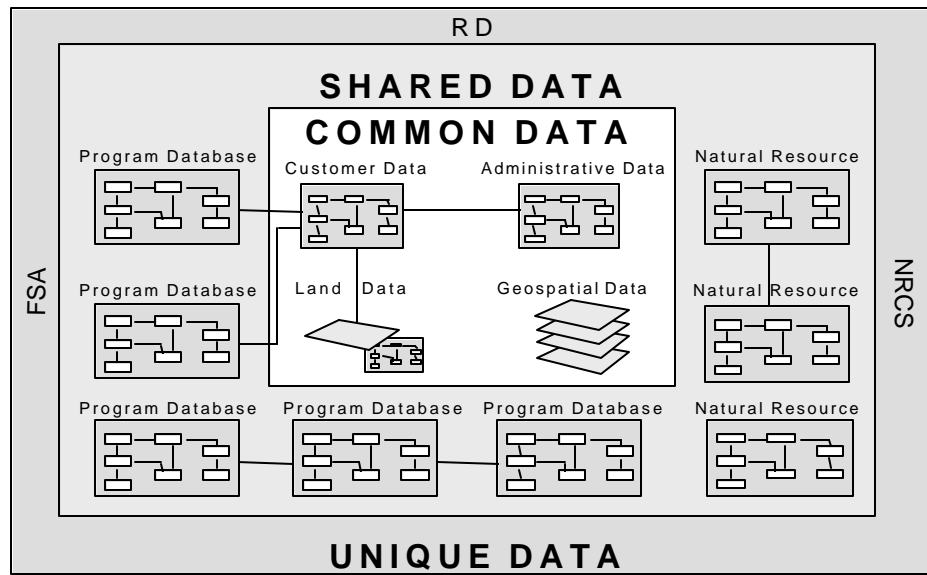 RD
SHARED DATA
COMMON DATA
Program Database
Customer Data
Administrative Data
Natural Resource
FSA
NRCS
Program Database
Land Data
Geospatial Data
Natural Resource
Program Database
Program Database
Program Database
Natural Resource
UNIQUE DATA